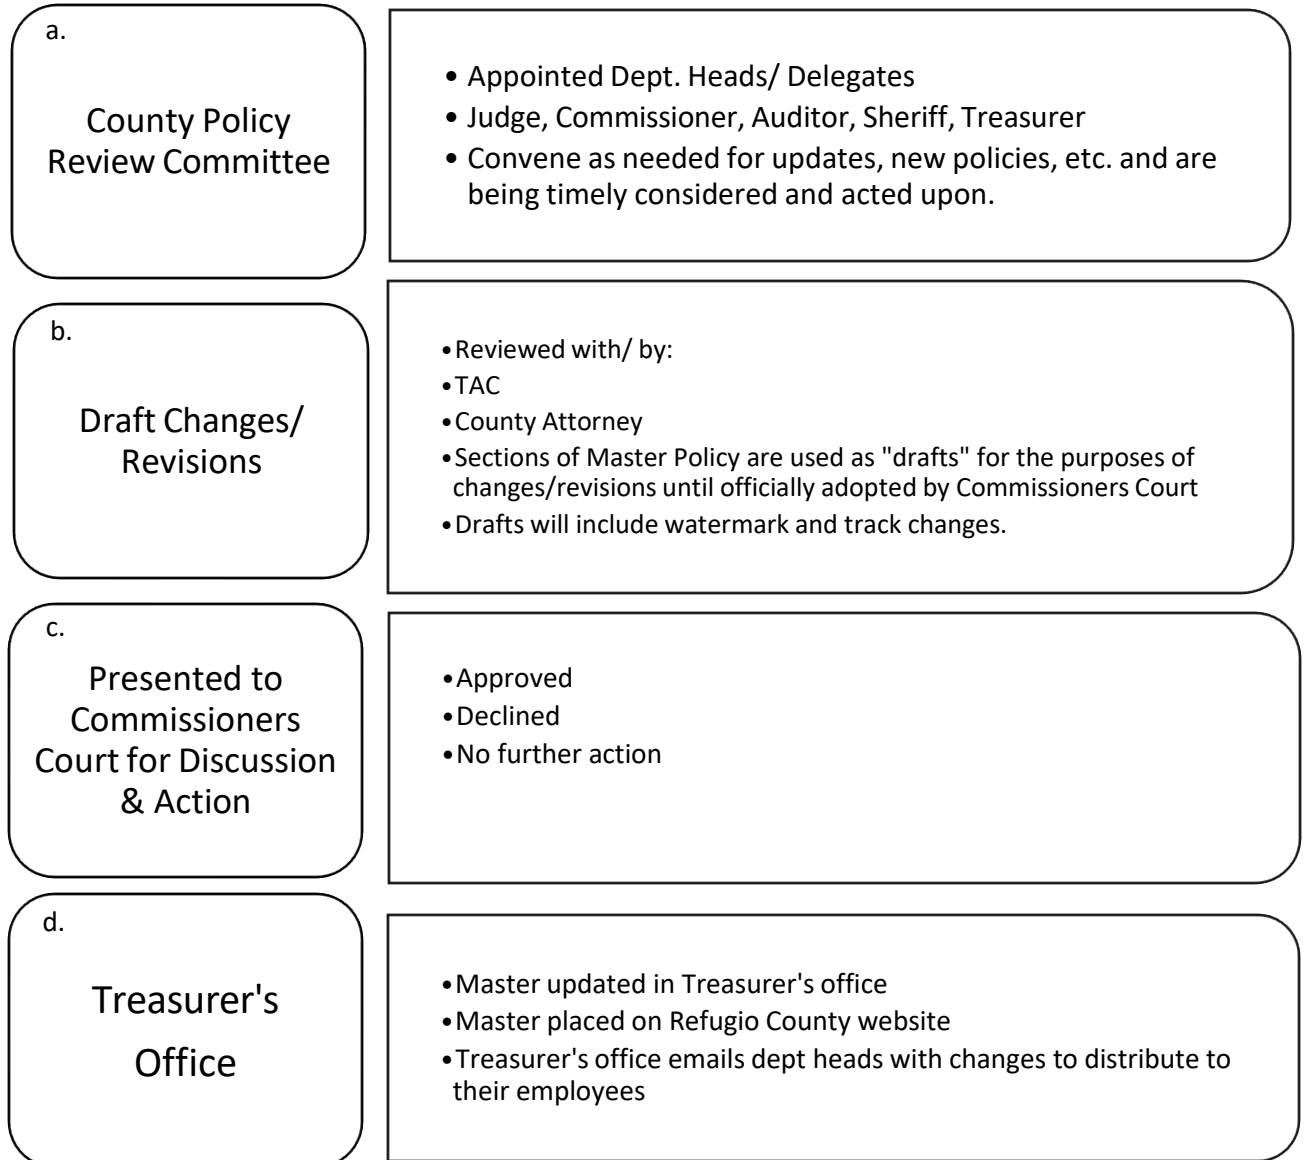 a.
County Policy
Review Committee
• Appointed Dept. Heads/ Delegates
• Judge, Commissioner, Auditor, Sheriff, Treasurer
• Convene as needed for updates, new policies, etc. and are
being timely considered and acted upon.
b.
Draft Changes/
Revisions
•Reviewed with/ by:
•TAC
•County Attorney
•Sections of Master Policy are used as "drafts" for the purposes of
changes/revisions until officially adopted by Commissioners Court
•Drafts will include watermark and track changes.
c.
Presented to
Commissioners
Court for Discussion
& Action
•Approved
•Declined
•No further action
d.
Treasurer's
Office
•Master updated in Treasurer's office
•Master placed on Refugio County website
•Treasurer's office emails dept heads with changes to distribute to
their employees